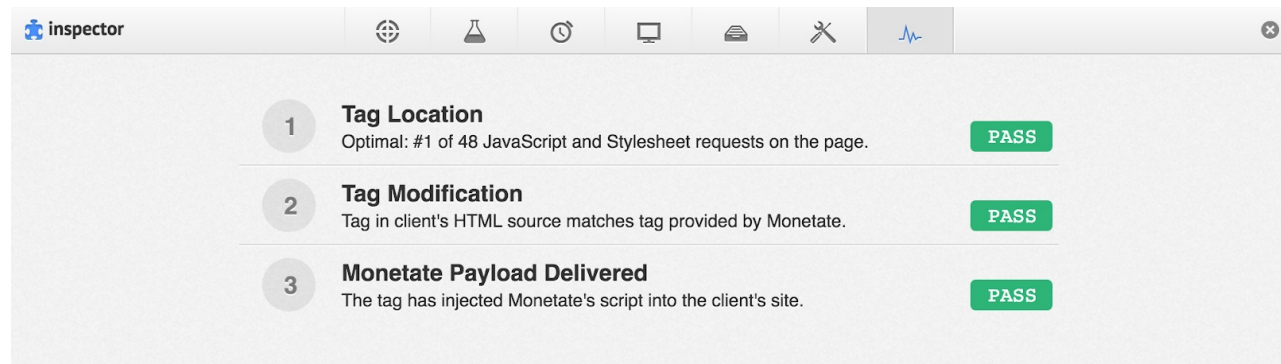 inspector
1
Tag Location
Optimal: #1 of 48 JavaScript and Stylesheet requests on the page.
PASS
2
Tag Modification
Tag in client's HTML source matches tag provided by Monetate.
PASS
3
Monetate Payload Delivered
The tag has injected Monetate's script into the client's site.
PASS